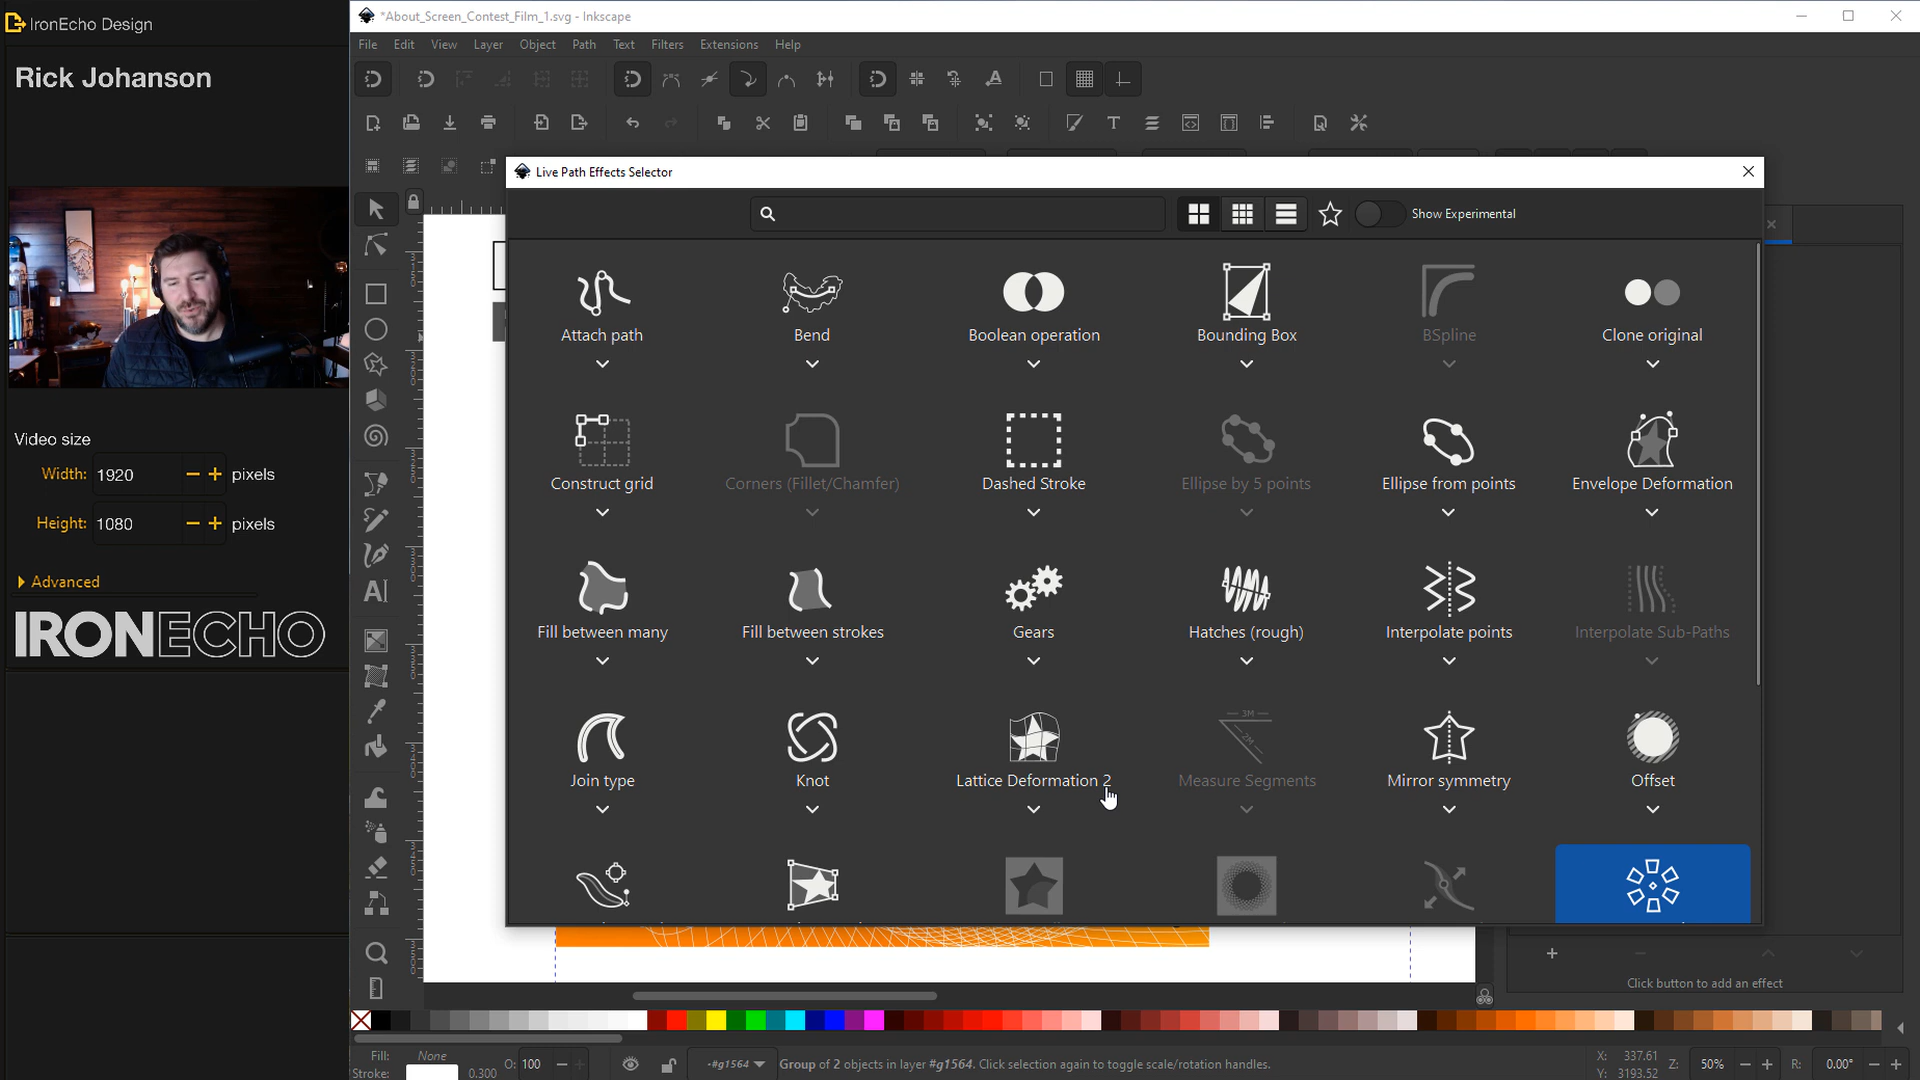 IronEcho Design
Rick Johanson
Video size
Width: 1920 pixels
Height: 1080 pixels
Advanced
IRONECHO
*About_Screen_Contest_Film_1.svg - Inkscape
File Edit View Layer Object Path Text Filters Extensions Help
Live Path Effects Selector
Show Experimental
Attach path Bend Boolean operation Bounding Box BSpline Clone original
Construct grid Corners (Fillet/Chamfer) Dashed Stroke Ellipse by 5 points Ellipse from points Envelope Deformation
Fill between many Fill between strokes Gears Hatches (rough) Interpolate points Interpolate Sub-Paths
3M
2M
Join type Knot Lattice Deformation 2 Measure Segments Mirror symmetry Offset
Click button to add an effect
Fill: None
Stroke: 0.300 O: 100 -#g1564 Group of 2 objects in layer #g1564. Click selection again to toggle scale/rotation handles. X: 337.61 Y: 3193.52 Z: 50% R: 0.00°